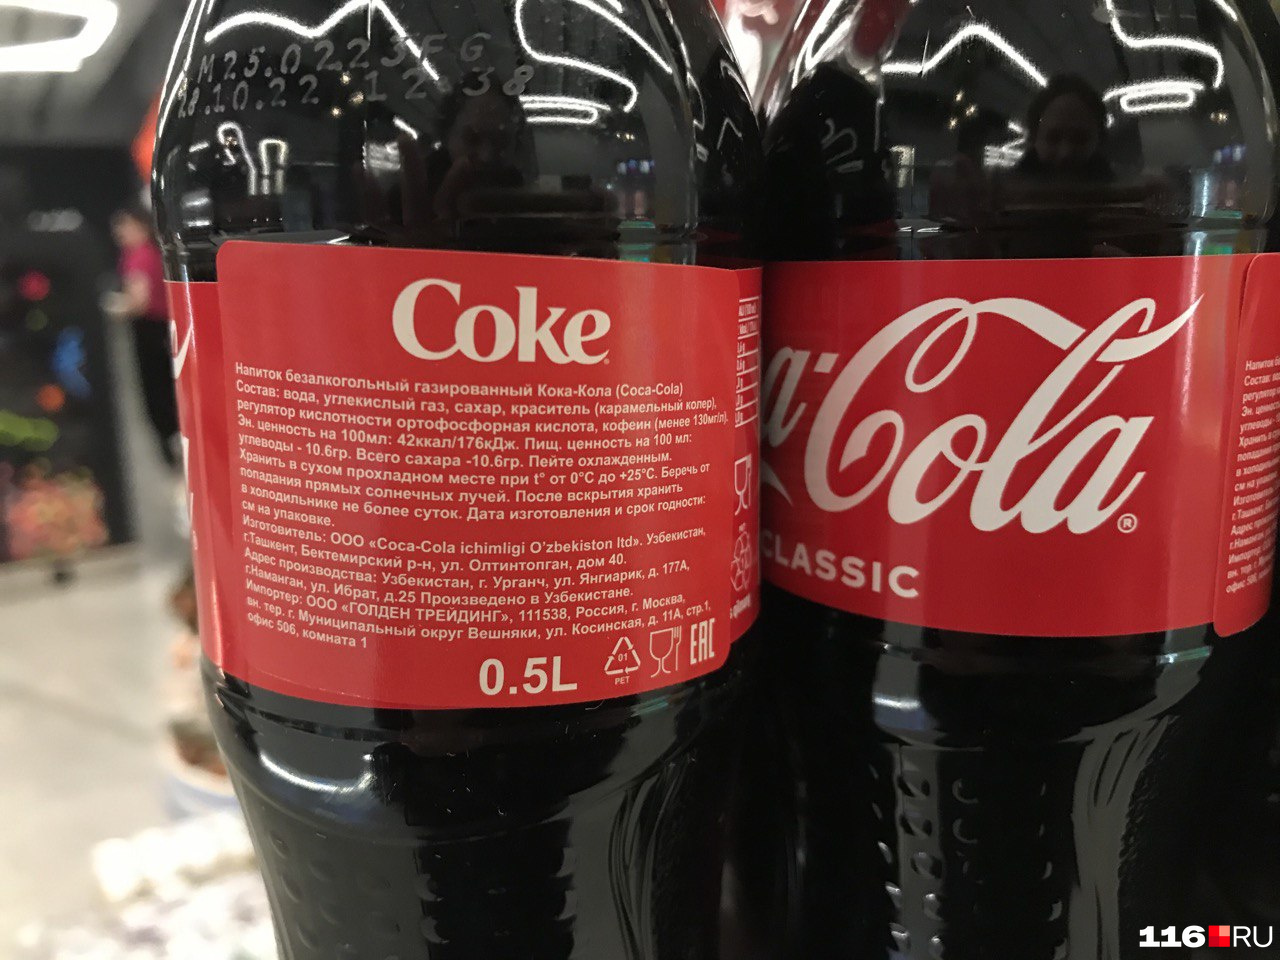 M25.0223FG
28.10.22 12:38
Coke
Напиток безалкогольный газированный Кока-Кола (Coca-Cola)
Состав: вода, углекислый газ, сахар, краситель (карамельный колер),
регулятор кислотности ортофосфорная кислота, кофеин (менее 130мг/л).
Эн. ценность на 100мл: 42ккал/176кДж. Пищ. ценность на 100 мл:
углеводы - 10.6гр. Всего сахара -10.6гр. Пейте охлажденным.
Хранить в сухом прохладном месте при t° от 0°C до +25°C. Беречь от
попадания прямых солнечных лучей. После вскрытия хранить
в холодильнике не более суток. Дата изготовления и срок годности:
см на упаковке.
Изготовитель: ООО «Coca-Cola ichimligi O'zbekiston ltd». Узбекистан,
г.Ташкент, Бектемирский р-н, ул. Олтинтопган, дом 40.
Адрес производства: Узбекистан, г. Урганч, ул. Янгиарик, д. 177А,
г.Наманган, ул. Ибрат, д.25 Произведено в Узбекистане.
Импортер: ООО «ГОЛДЕН ТРЕЙДИНГ», 111538, Россия, г. Москва,
вн. тер. г. Муниципальный округ Вешняки, ул. Косинская, д. 11А, стр.1,
офис 506, комната 1
0.5L
01
PET
EAC
a-Cola®
CLASSIC
116RU